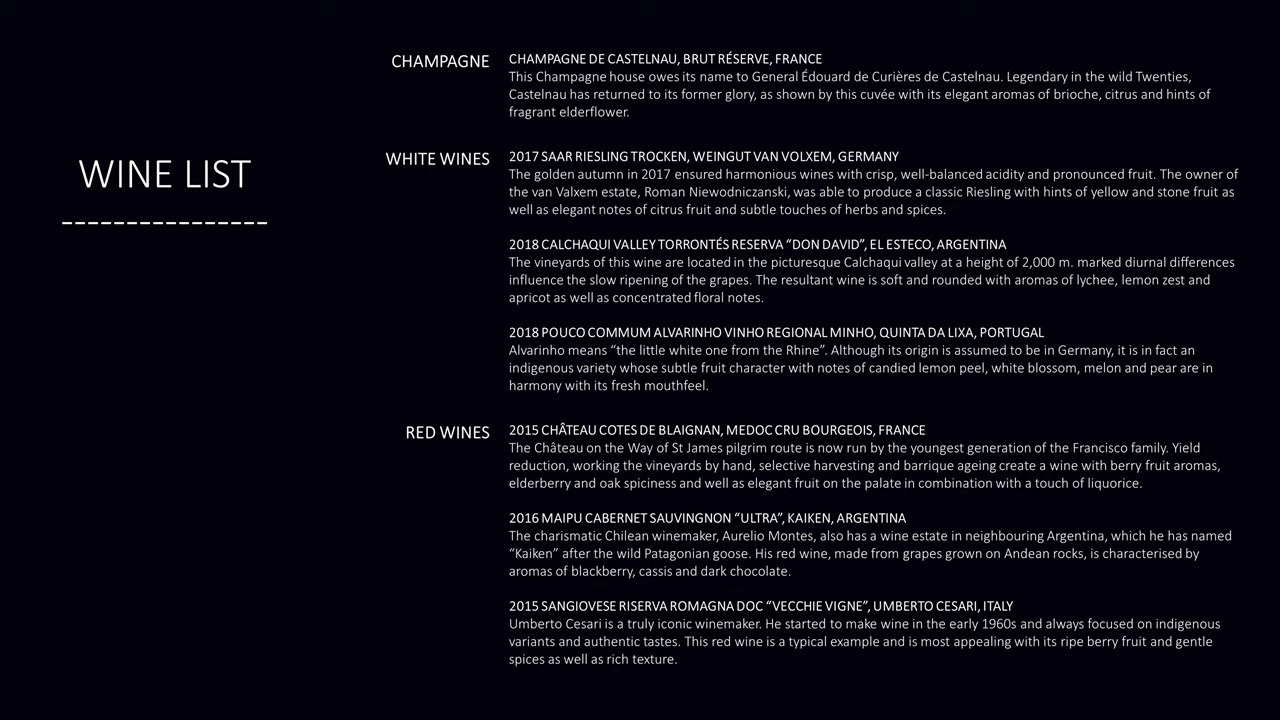 WINE LIST
CHAMPAGNE
CHAMPAGNE DE CASTELNAU, BRUT RÉSERVE, FRANCE
This Champagne house owes its name to General Édouard de Curières de Castelnau. Legendary in the wild Twenties,
Castelnau has returned to its former glory, as shown by this cuvée with its elegant aromas of brioche, citrus and hints of
fragrant elderflower.
WHITE WINES
2017 SAAR RIESLING TROCKEN, WEINGUT VAN VOLXEM, GERMANY
The golden autumn in 2017 ensured harmonious wines with crisp, well-balanced acidity and pronounced fruit. The owner of
the van Valxem estate, Roman Niewodniczanski, was able to produce a classic Riesling with hints of yellow and stone fruit as
well as elegant notes of citrus fruit and subtle touches of herbs and spices.
2018 CALCHAQUI VALLEY TORRONTÉS RESERVA “DON DAVID”, EL ESTECO, ARGENTINA
The vineyards of this wine are located in the picturesque Calchaqui valley at a height of 2,000 m. marked diurnal differences
influence the slow ripening of the grapes. The resultant wine is soft and rounded with aromas of lychee, lemon zest and
apricot as well as concentrated floral notes.
2018 POUCO COMMUM ALVARINHO VINHO REGIONAL MINHO, QUINTA DA LIXA, PORTUGAL
Alvarinho means “the little white one from the Rhine”. Although its origin is assumed to be in Germany, it is in fact an
indigenous variety whose subtle fruit character with notes of candied lemon peel, white blossom, melon and pear are in
harmony with its fresh mouthfeel.
RED WINES
2015 CHÂTEAU COTES DE BLAIGNAN, MEDOC CRU BOURGEOIS, FRANCE
The Château on the Way of St James pilgrim route is now run by the youngest generation of the Francisco family. Yield
reduction, working the vineyards by hand, selective harvesting and barrique ageing create a wine with berry fruit aromas,
elderberry and oak spiciness and well as elegant fruit on the palate in combination with a touch of liquorice.
2016 MAIPU CABERNET SAUVINGNON “ULTRA”, KAIKEN, ARGENTINA
The charismatic Chilean winemaker, Aurelio Montes, also has a wine estate in neighbouring Argentina, which he has named
“Kaiken” after the wild Patagonian goose. His red wine, made from grapes grown on Andean rocks, is characterised by
aromas of blackberry, cassis and dark chocolate.
2015 SANGIOVESE RISERVA ROMAGNA DOC “VECCHIE VIGNE”, UMBERTO CESARI, ITALY
Umberto Cesari is a truly iconic winemaker. He started to make wine in the early 1960s and always focused on indigenous
variants and authentic tastes. This red wine is a typical example and is most appealing with its ripe berry fruit and gentle
spices as well as rich texture.